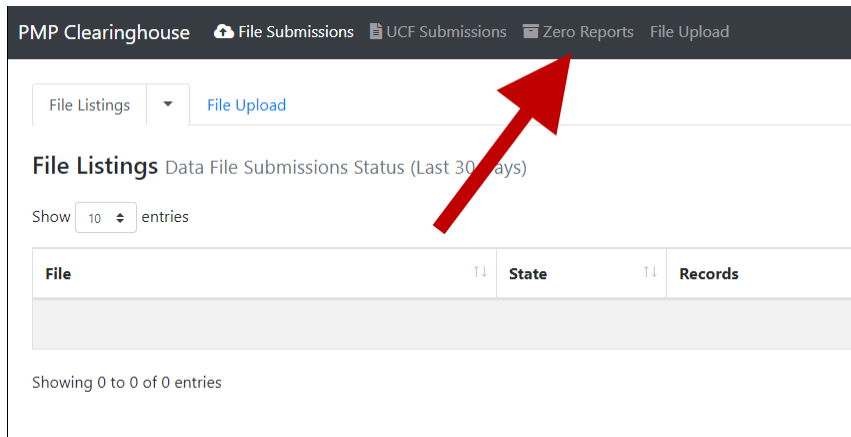 PMP Clearinghouse File Submissions UCF Submissions Zero Reports File Upload
File Listings File Upload
File Listings Data File Submissions Status (Last 30 Days)
Show 10 entries
File State Records
Showing 0 to 0 of 0 entries